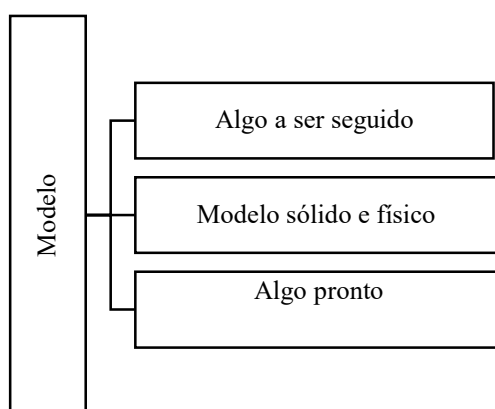 Modelo
Algo a ser seguido
Modelo sólido e físico
Algo pronto